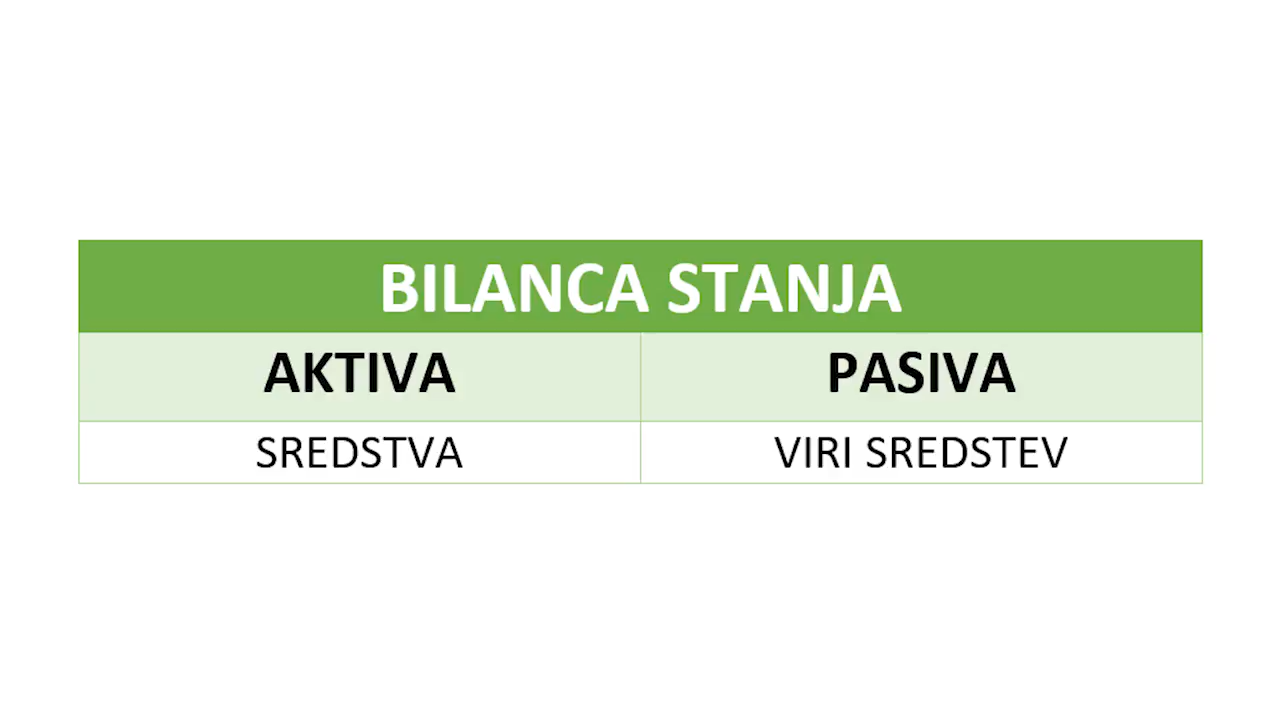 BILANCA STANJA
AKTIVA
PASIVA
SREDSTVA
VIRI SREDSTEV